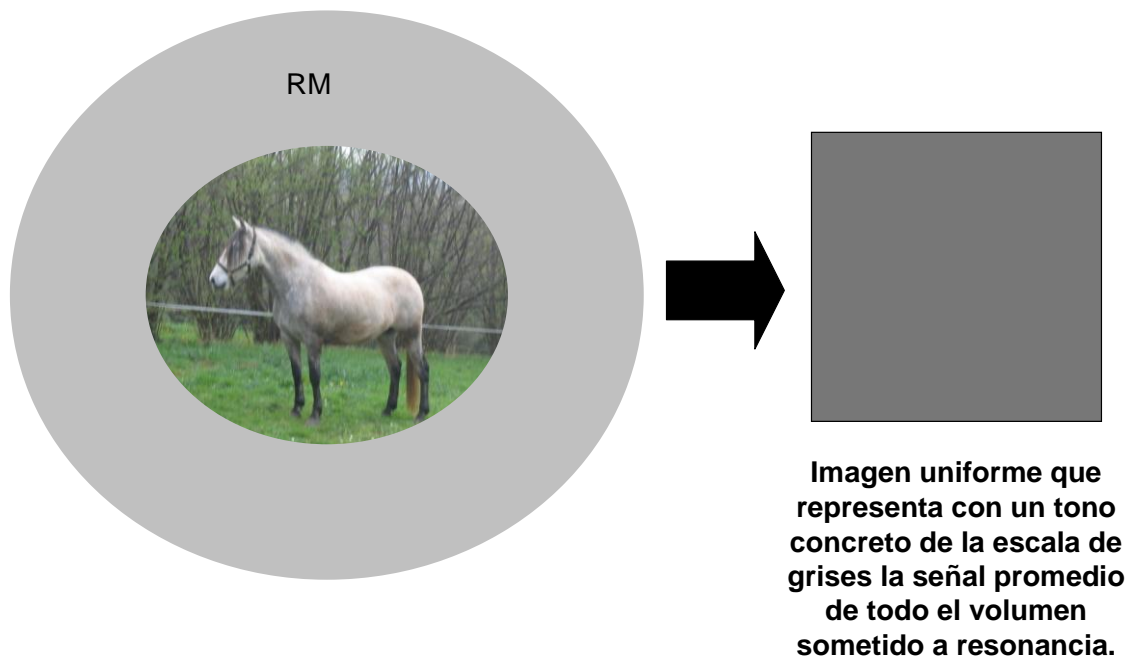 RM
Imagen uniforme que
representa con un tono
concreto de la escala de
grises la señal promedio
de todo el volumen
sometido a resonancia.